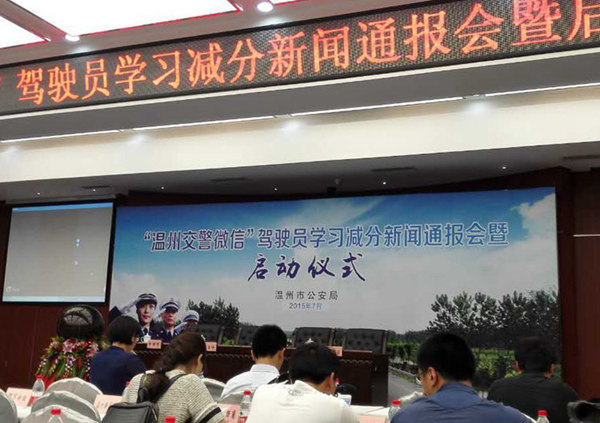 驾驶员学习减分新闻通报会暨启
“温州交警微信”驾驶员学习减分新闻通报会暨
启动仪式
温州市公安局
2015年7月